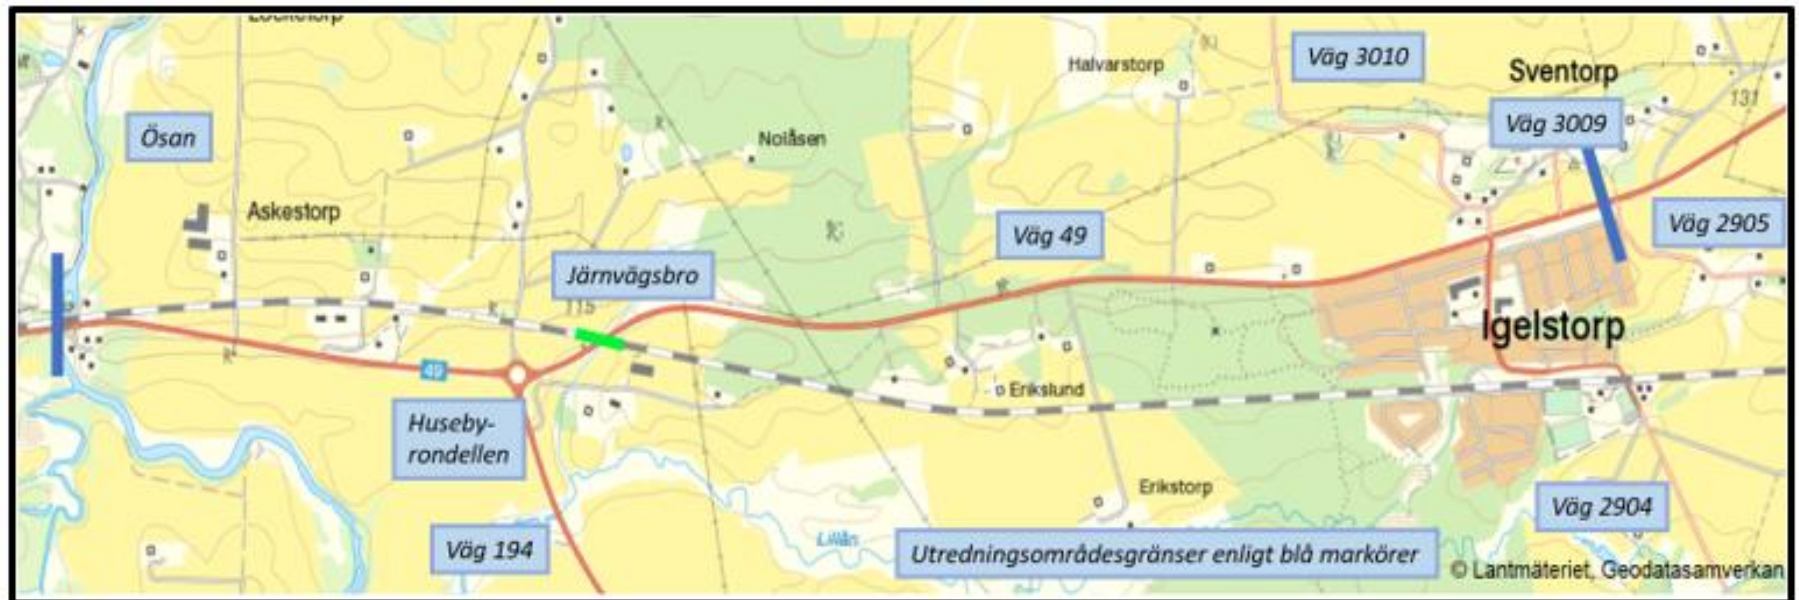 Väg 3010
Sventorp
Halvarstorp
131
Väg 3009
Ösan
Nolåsen
Askestorp
Väg 49
Väg 2905
Järnvägsbro
115
Igelstorp
49
Erikslund
Huseby-
rondellen
Erikstorp
Väg 2904
Väg 194
Lillån
Utredningsområdesgränser enligt blå markörer
© Lantmäteriet, Geodatasamverkan